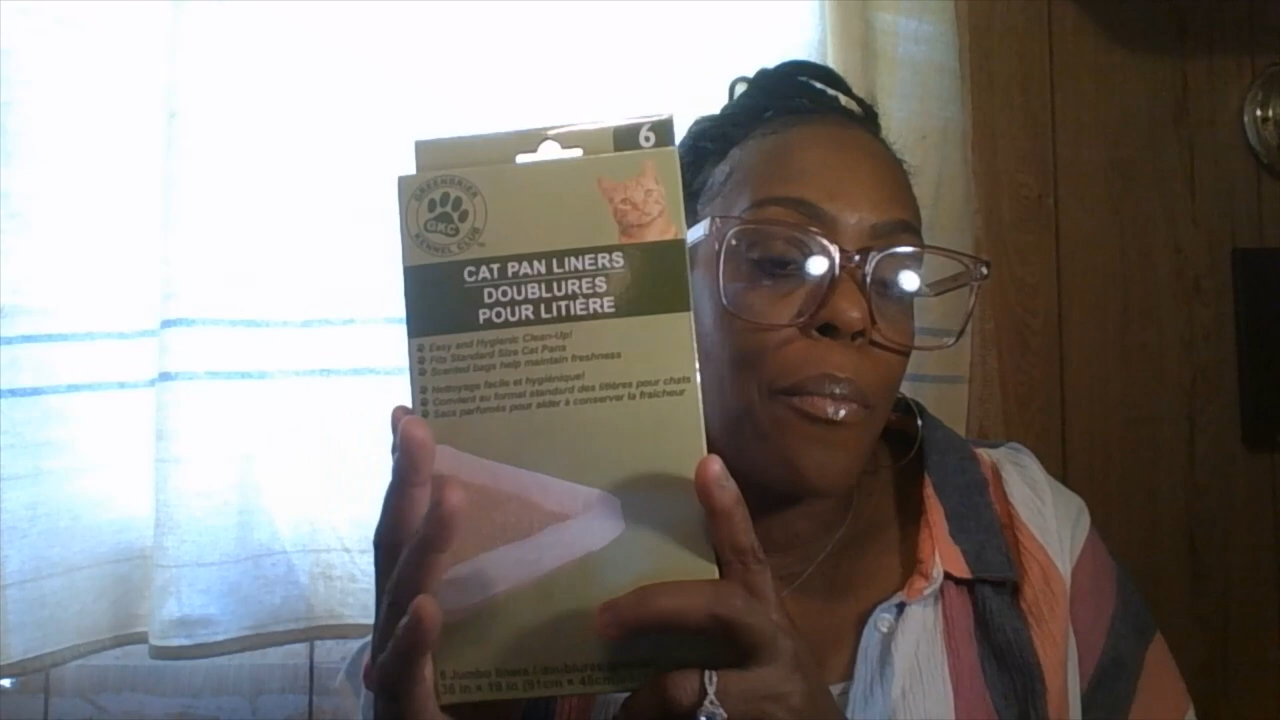 6
GREENBRIER
GKC
KENNEL CLUB
CAT PAN LINERS
DOUBLURES
POUR LITIÈRE
Easy and Hygienic Clean-Up!
Fits Standard Size Cat Pans
Scented bags help maintain freshness
Nettoyage facile et hygiénique!
Convient au format standard des litières pour chats
Sacs parfumés pour aider à conserver la fraîcheur
6 Jumbo liners / doublures
36 in x 19 in (91cm x 48cm)